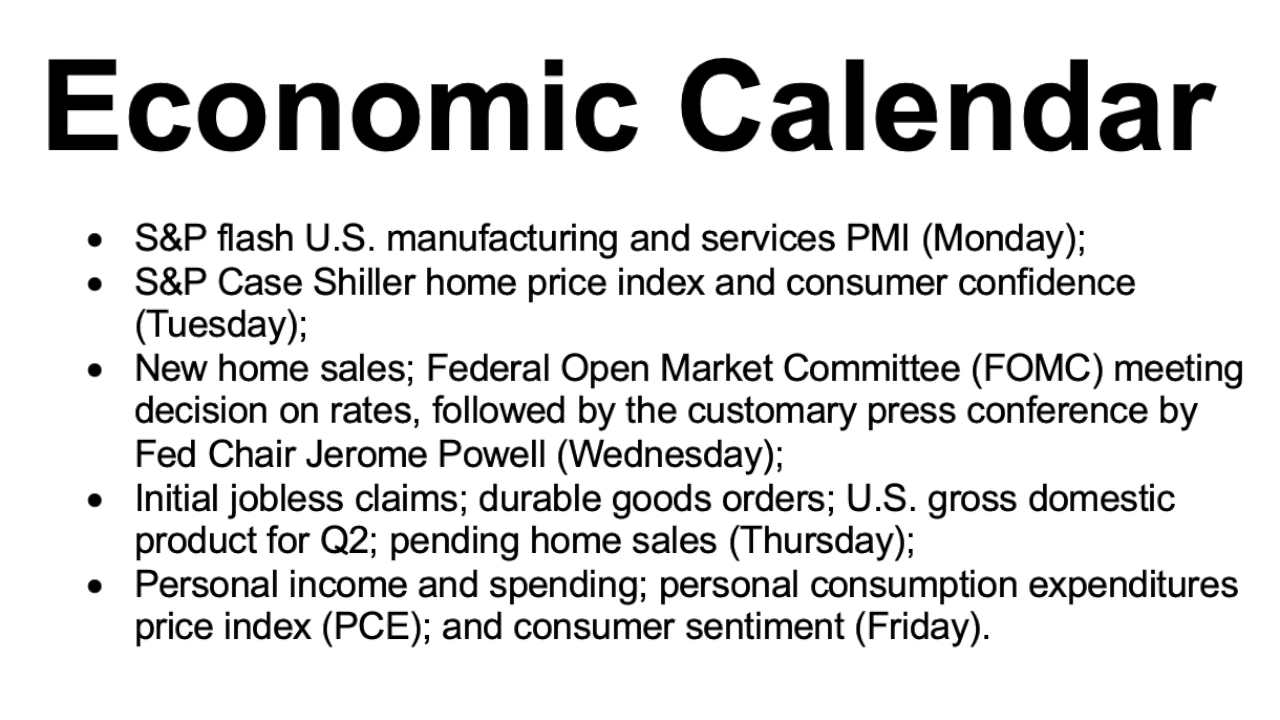 Economic Calendar
• S&P flash U.S. manufacturing and services PMI (Monday);
• S&P Case Shiller home price index and consumer confidence
(Tuesday);
• New home sales; Federal Open Market Committee (FOMC) meeting
decision on rates, followed by the customary press conference by
Fed Chair Jerome Powell (Wednesday);
• Initial jobless claims; durable goods orders; U.S. gross domestic
product for Q2; pending home sales (Thursday);
• Personal income and spending; personal consumption expenditures
price index (PCE); and consumer sentiment (Friday).